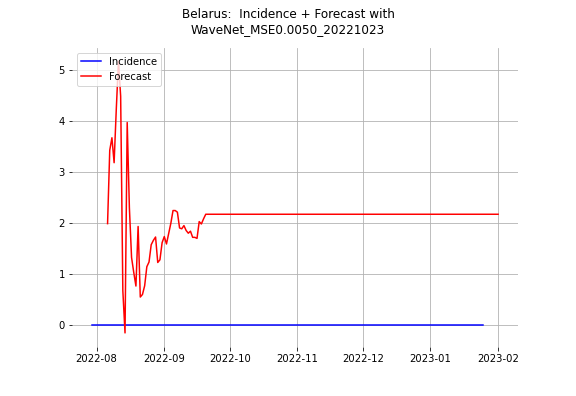 Belarus:  Incidence + Forecast with
WaveNet_MSE0.0050_20221023
Incidence
Forecast
5
4
3
2
1
0
2022-08 2022-09 2022-10 2022-11 2022-12 2023-01 2023-02